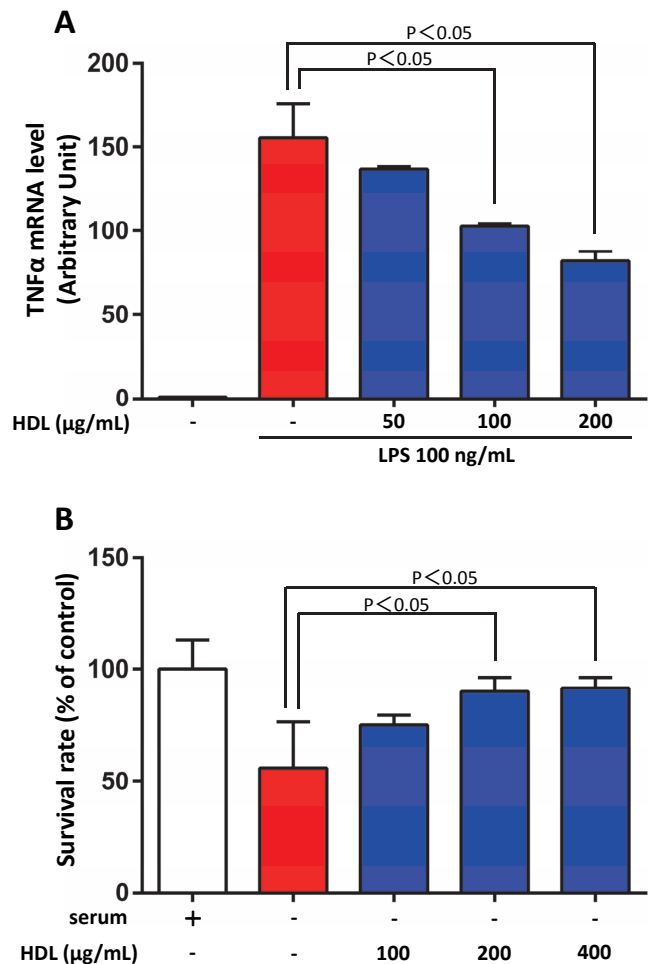 A
P<0.05
P<0.05
TNFα mRNA level
(Arbitrary Unit)
200
150
100
50
0
HDL (μg/mL) - - 50 100 200
LPS 100 ng/mL
B
P<0.05
P<0.05
Survival rate (% of control)
150
100
50
0
serum + - - - -
HDL (μg/mL) - - 100 200 400